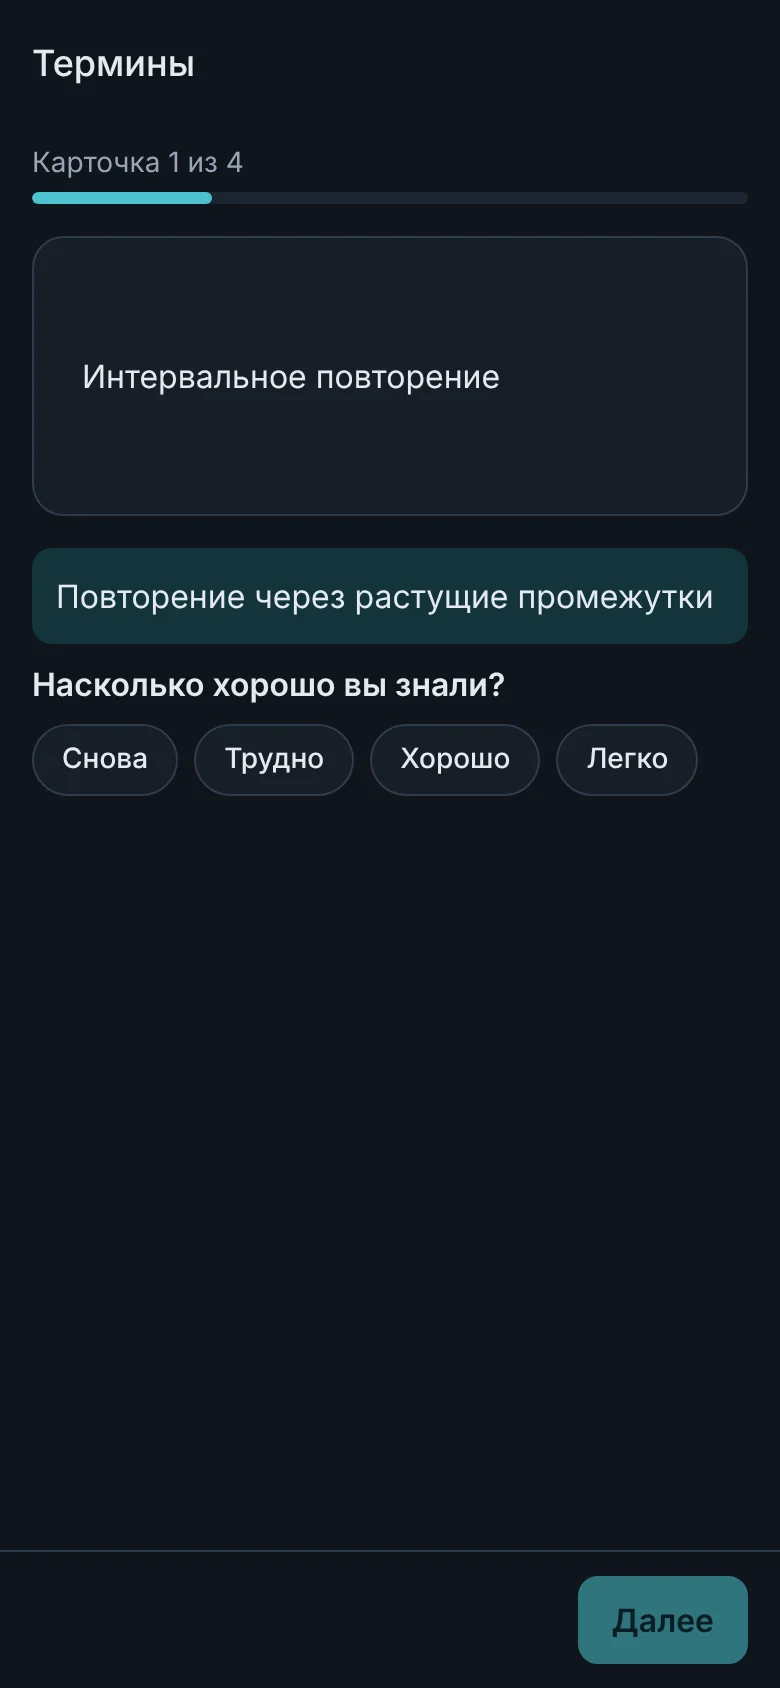 Термины
Карточка 1 из 4
Интервальное повторение
Повторение через растущие промежутки
Насколько хорошо вы знали?
Снова Трудно Хорошо Легко
Далее